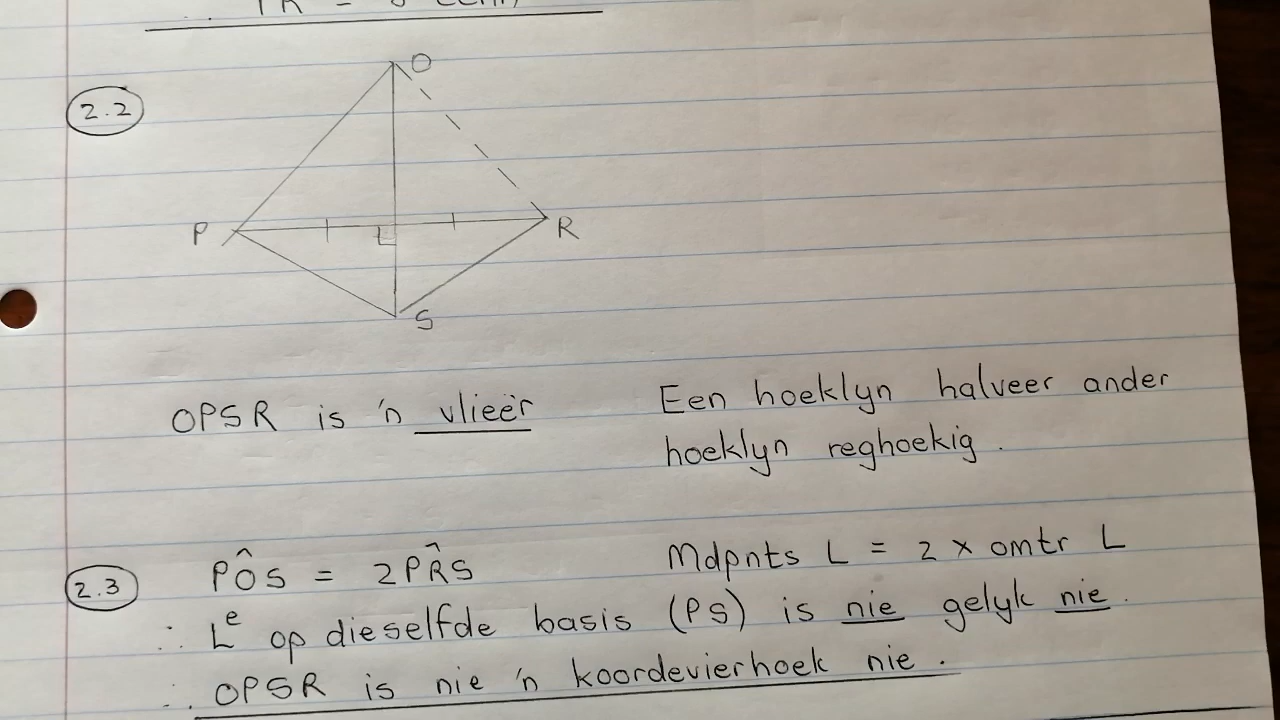 2.2
O
P
R
S
OPSR is 'n vlieër
Een hoeklyn halveer ander
hoeklyn reghoekig.
2.3
PÔS = 2PR̂S
Mdpnts L = 2 x omtr L
∴ Lᵉ op dieselfde basis (PS) is nie gelyk nie.
∴ OPSR is nie 'n koordevierhoek nie.